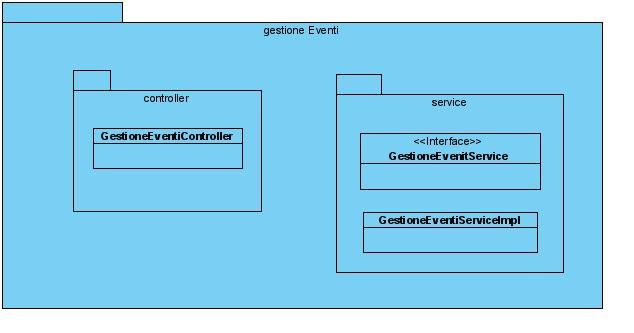 gestione Eventi
controller
GestioneEventiController
service
<<Interface>>
GestioneEvenitService
GestioneEventiServiceImpl